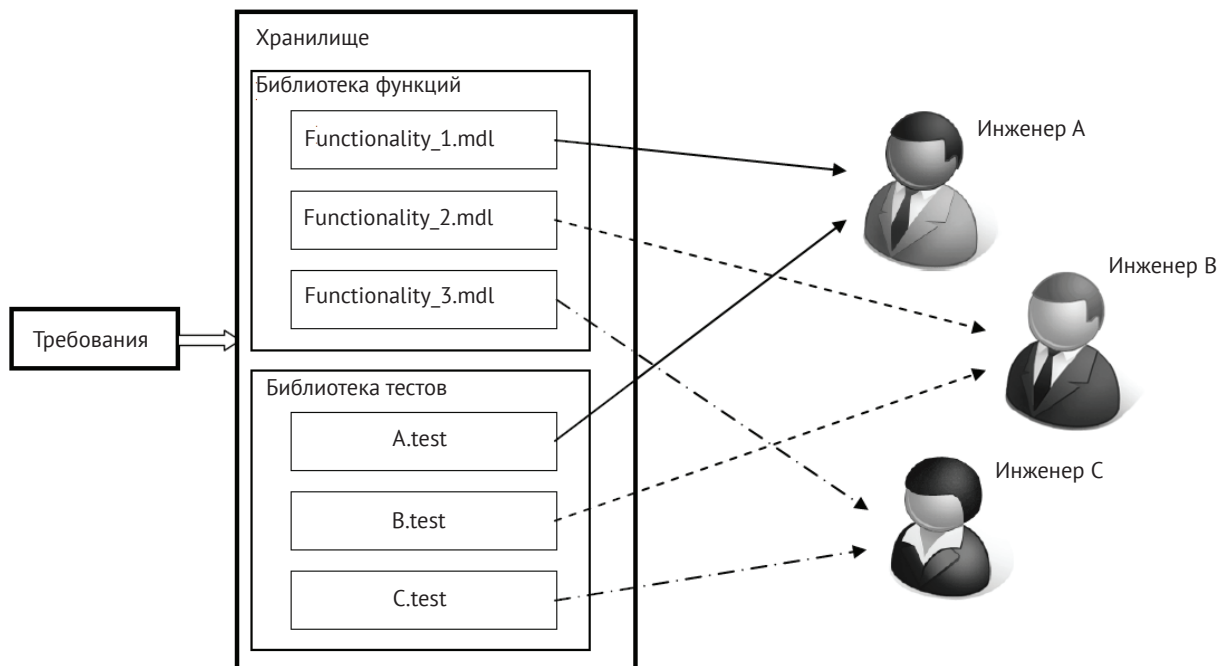 Хранилище
Библиотека функций
Functionality_1.mdl
Functionality_2.mdl
Functionality_3.mdl
Требования
Библиотека тестов
A.test
B.test
C.test
Инженер A
Инженер B
Инженер C